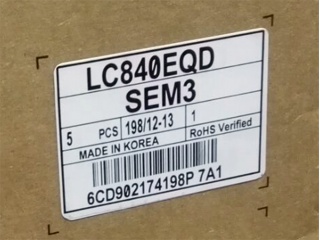 LC840EQD
SEM3
5 PCS 198/12-13 1
MADE IN KOREA RoHS Verified
6CD902174198P 7A1